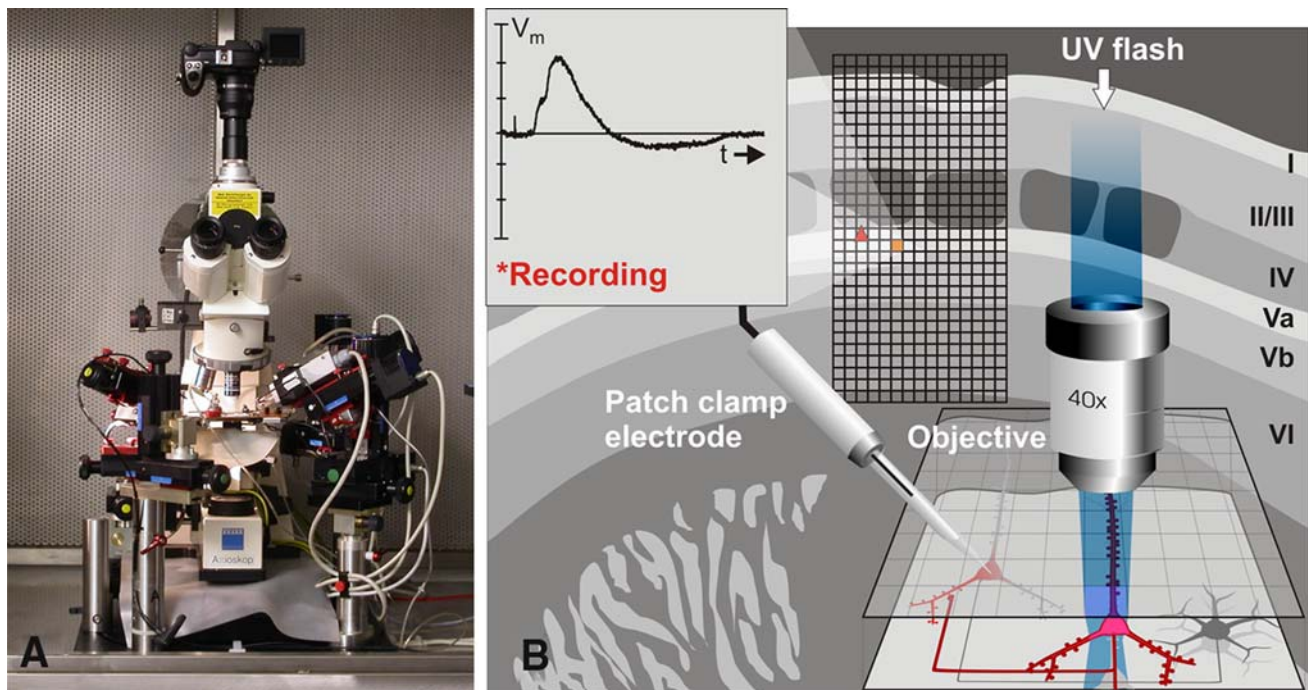 A
Axioskop
Vm
t
*Recording
UV flash
I
II/III
IV
Va
Vb
VI
Patch clamp
electrode
Objective
40x
B